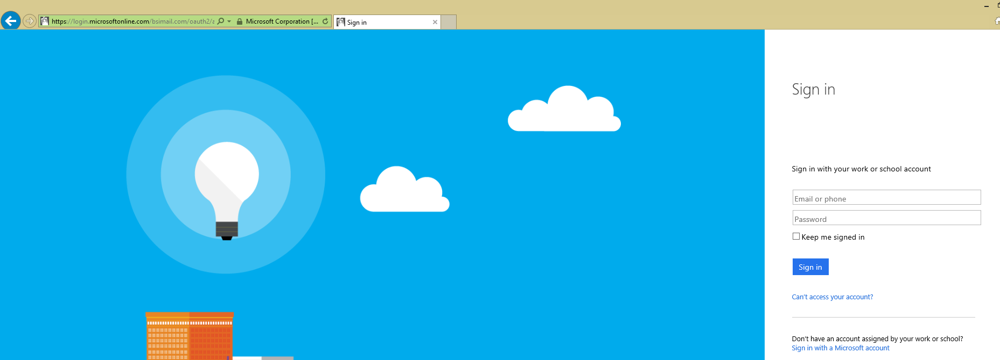 https://login.microsoftonline.com/bsimail.com/oauth2/a
Microsoft Corporation [...
Sign in
Sign in
Sign in with your work or school account
Email or phone
Password
Keep me signed in
Sign in
Can't access your account?
Don't have an account assigned by your work or school?
Sign in with a Microsoft account